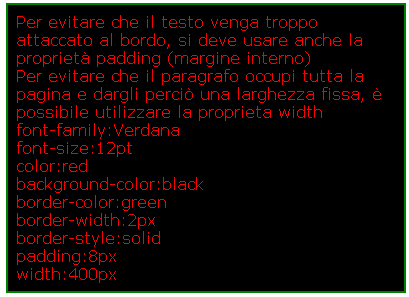 Per evitare che il testo venga troppo
attaccato al bordo, si deve usare anche la
proprietà padding (margine interno)
Per evitare che il paragrafo occupi tutta la
pagina e dargli perciò una larghezza fissa, è
possibile utilizzare la proprieta width
font-family:Verdana
font-size:12pt
color:red
background-color:black
border-color:green
border-width:2px
border-style:solid
padding:8px
width:400px